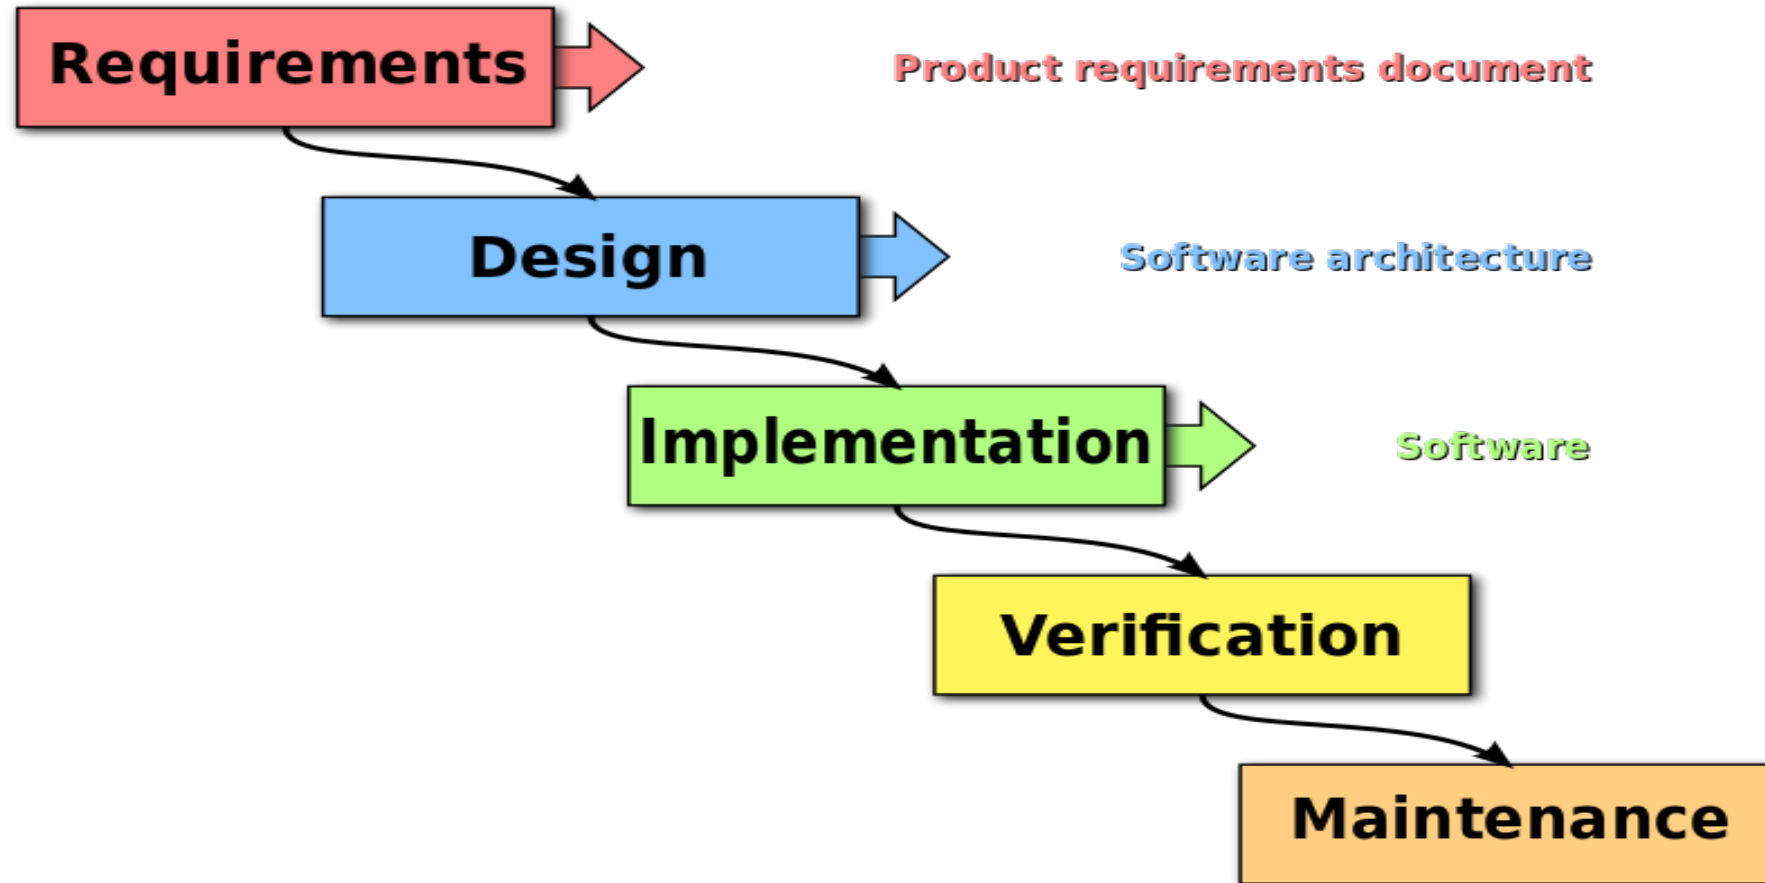 Requirements
Product requirements document
Design
Software architecture
Implementation
Software
Verification
Maintenance